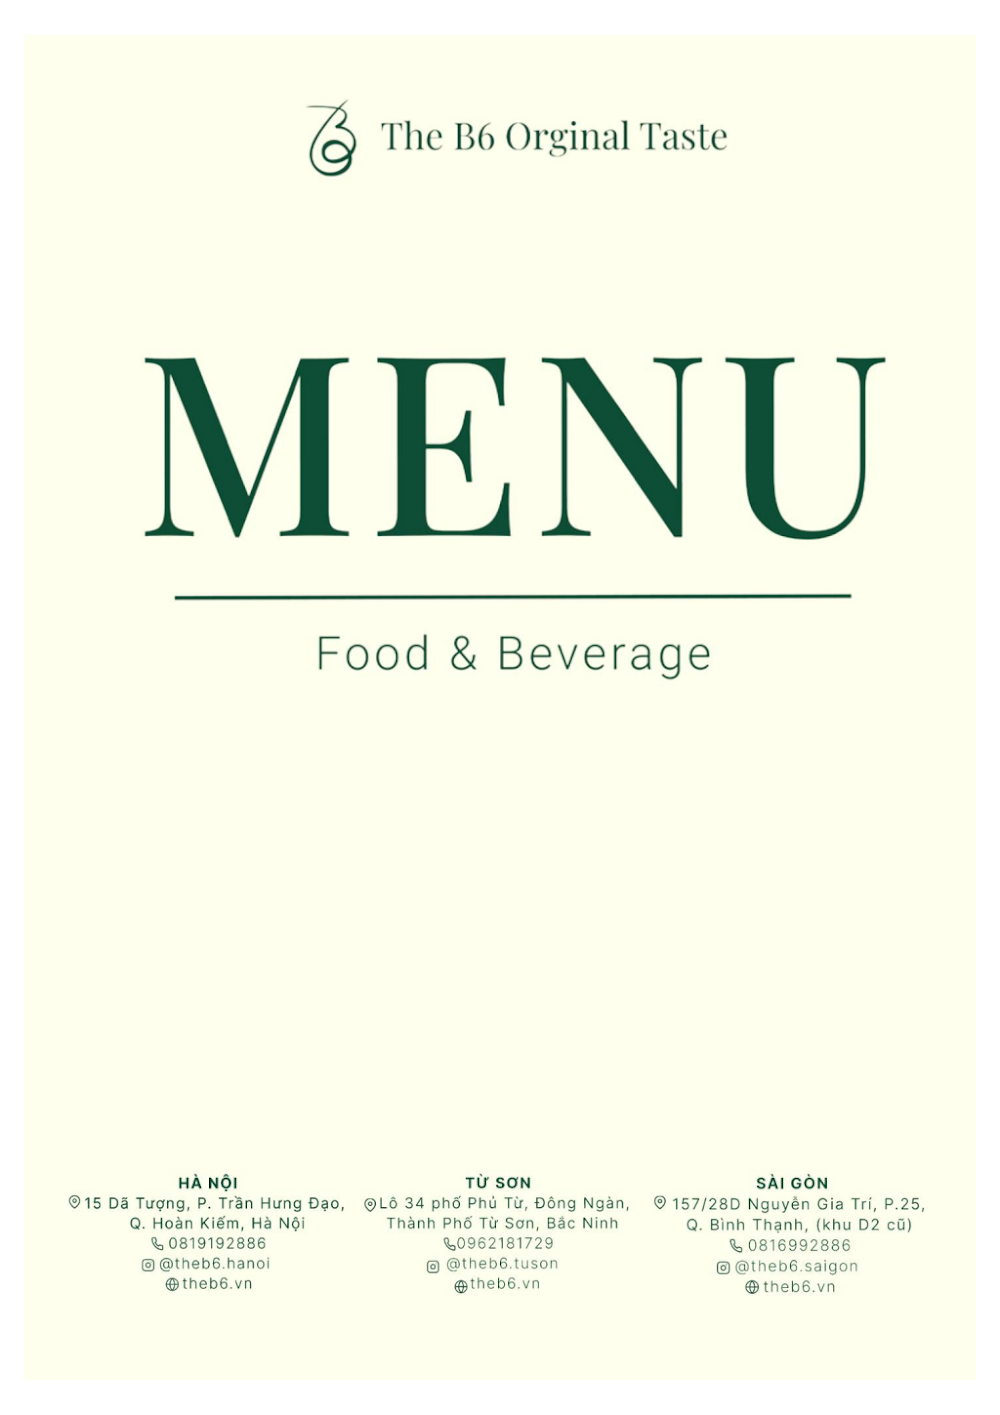 The B6 Orginal Taste
MENU
Food & Beverage
HÀ NỘI
15 Dã Tượng, P. Trần Hưng Đạo,
Q. Hoàn Kiếm, Hà Nội
0819192886
@theb6.hanoi
theb6.vn
TỪ SƠN
Lô 34 phố Phủ Từ, Đông Ngàn,
Thành Phố Từ Sơn, Bắc Ninh
0962181729
@theb6.tuson
theb6.vn
SÀI GÒN
157/28D Nguyễn Gia Trí, P.25,
Q. Bình Thạnh, (khu D2 cũ)
0816992886
@theb6.saigon
theb6.vn